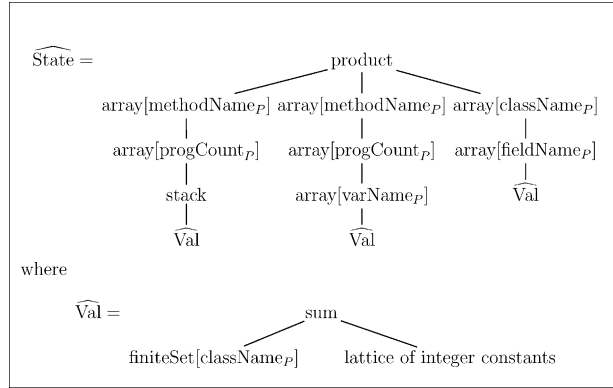 State = product
array[methodName_P] array[methodName_P] array[className_P]
array[progCount_P] array[progCount_P] array[fieldName_P]
stack array[varName_P] Val
Val Val
where
Val = sum
finiteSet[className_P] lattice of integer constants